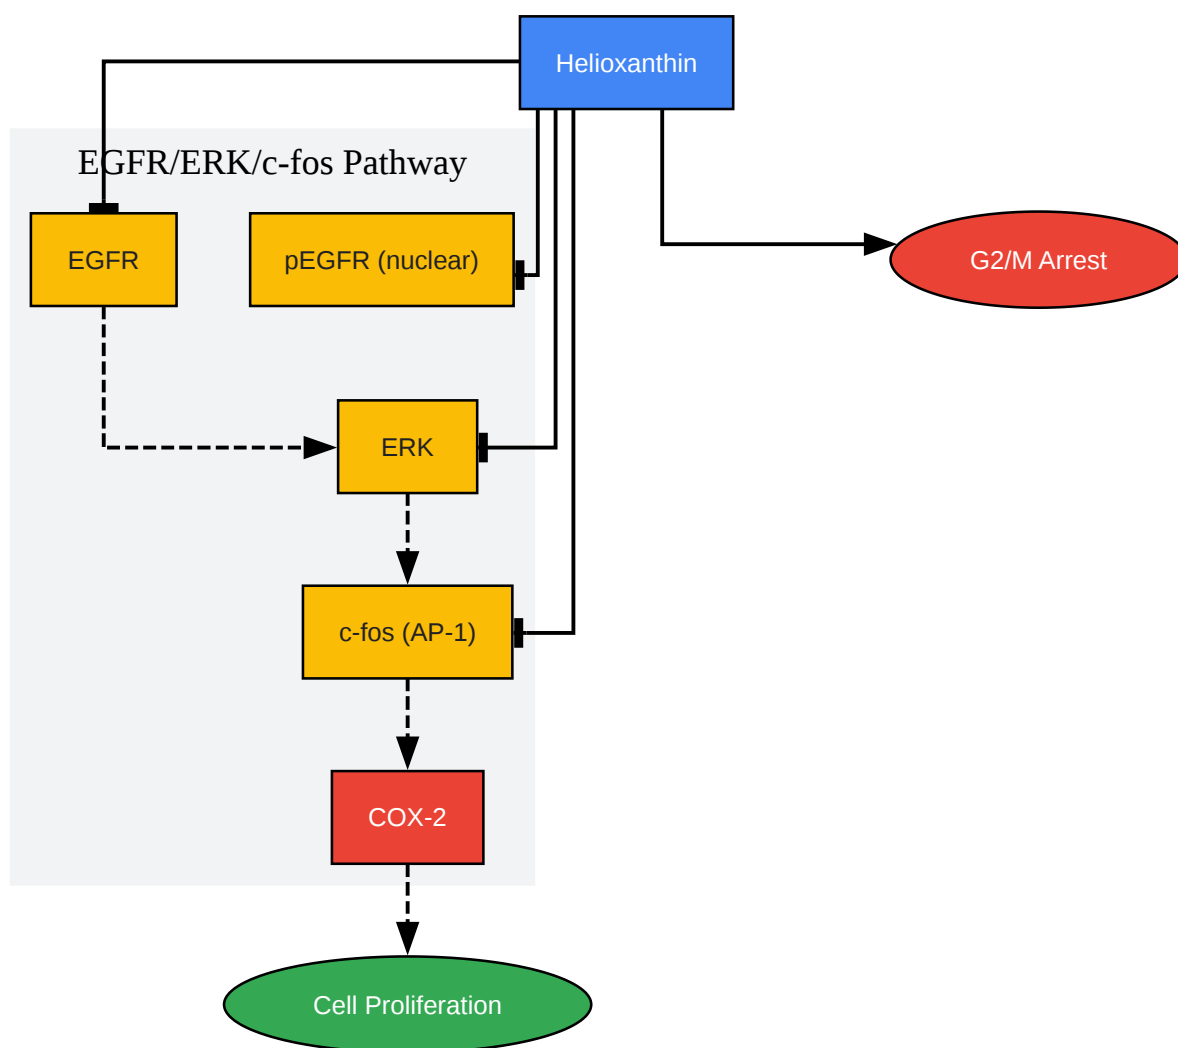 Helioxanthin
EGFR/ERK/c-fos Pathway
EGFR
pEGFR (nuclear)
G2/M Arrest
ERK
c-fos (AP-1)
COX-2
Cell Proliferation